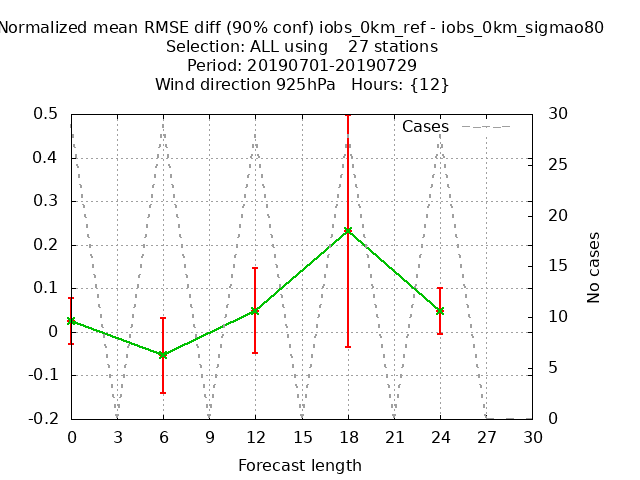 Normalized mean RMSE diff (90% conf) iobs_0km_ref - iobs_0km_sigmao80
Selection: ALL using 27 stations
Period: 20190701-20190729
Wind direction 925hPa Hours: {12}
0.5
0.4
0.3
0.2
0.1
0
-0.1
-0.2
Cases
30
25
20
15
10
5
0
No cases
0 3 6 9 12 15 18 21 24 27 30
Forecast length